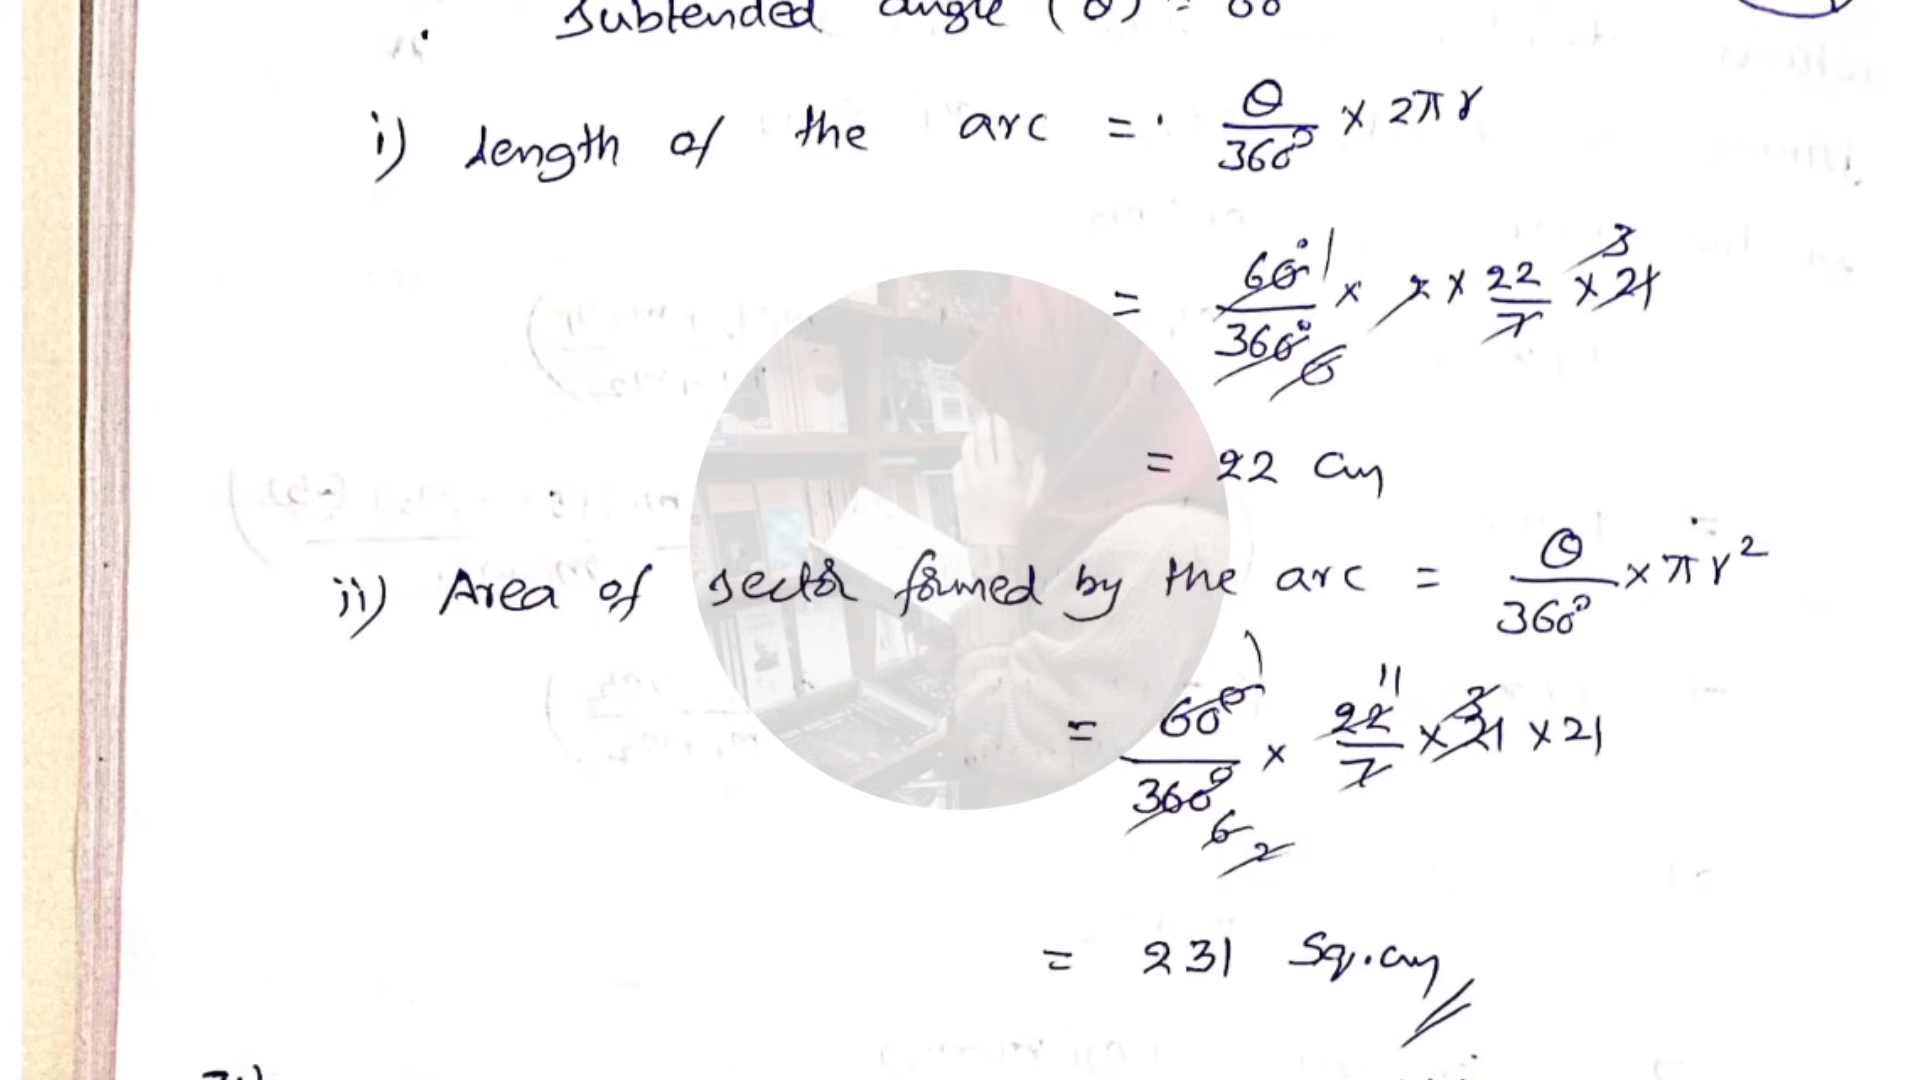 subtended angle (θ) = 60
i) length of the arc = θ/360° × 2πr
= 60°/360° × 2 × 22/7 × 21
= 22 cm
ii) Area of sector formed by the arc = θ/360° × πr²
= 60°/360° × 22/7 × 21 × 21
= 231 Sq.cm